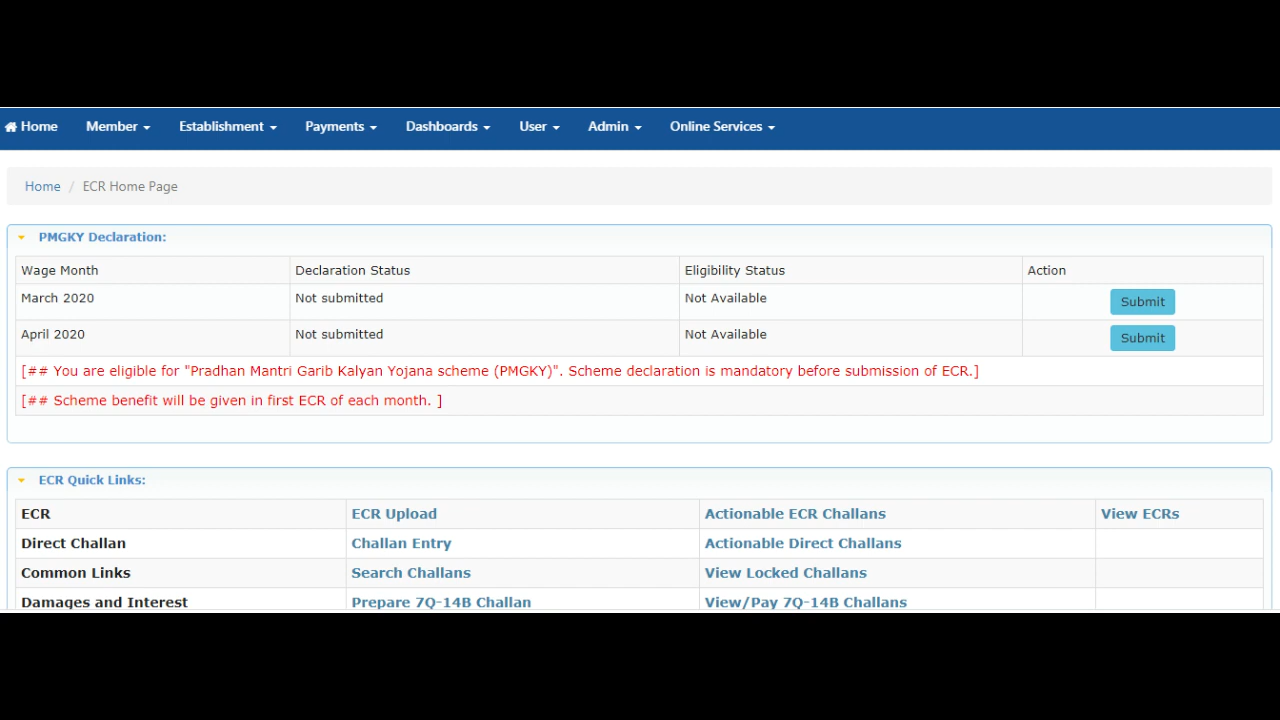 Home Member Establishment Payments Dashboards User Admin Online Services
Home / ECR Home Page
PMGKY Declaration:
Wage Month Declaration Status Eligibility Status Action
March 2020 Not submitted Not Available Submit
April 2020 Not submitted Not Available Submit
[## You are eligible for "Pradhan Mantri Garib Kalyan Yojana scheme (PMGKY)". Scheme declaration is mandatory before submission of ECR.]
[## Scheme benefit will be given in first ECR of each month. ]
ECR Quick Links:
ECR ECR Upload Actionable ECR Challans View ECRs
Direct Challan Challan Entry Actionable Direct Challans
Common Links Search Challans View Locked Challans
Damages and Interest Prepare 7Q-14B Challan View/Pay 7Q-14B Challans